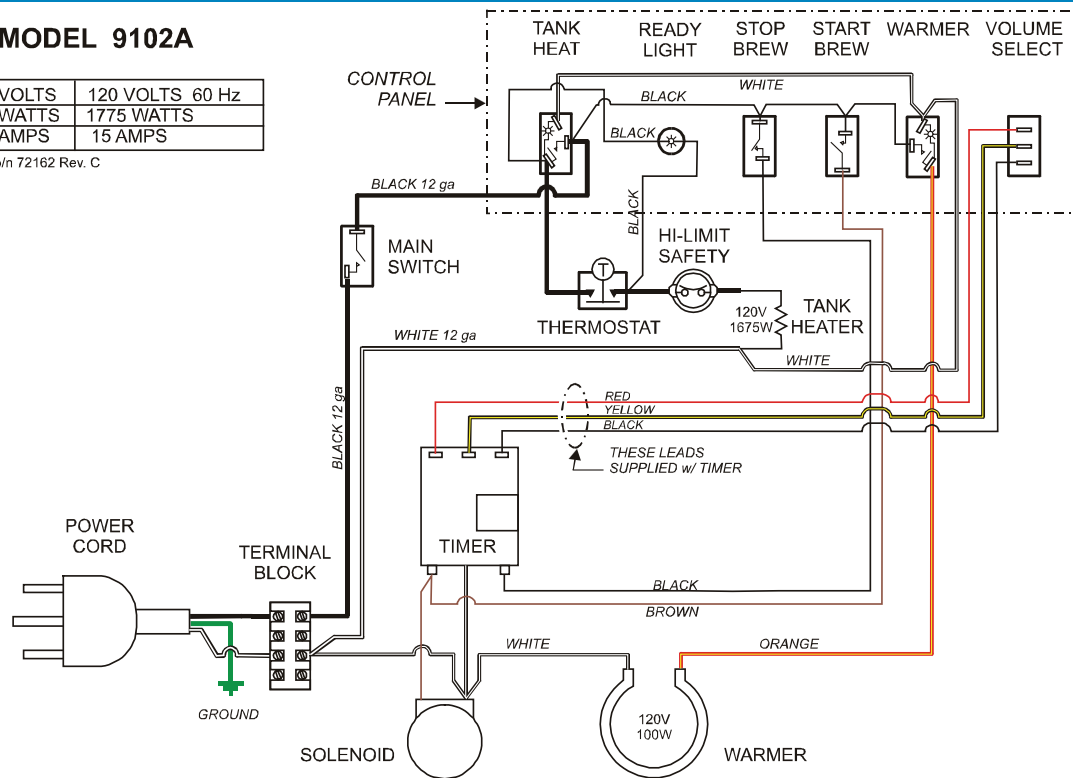 MODEL 9102A
VOLTS 120 VOLTS 60 Hz
WATTS 1775 WATTS
AMPS 15 AMPS
p/n 72162 Rev. C
CONTROL
PANEL
TANK
HEAT
READY
LIGHT
STOP
BREW
START
BREW
WARMER
VOLUME
SELECT
WHITE
BLACK
BLACK
BLACK 12 ga
BLACK
MAIN
SWITCH
HI-LIMIT
SAFETY
T
THERMOSTAT
120V
1675W
TANK
HEATER
WHITE 12 ga
WHITE
BLACK 12 ga
RED
YELLOW
BLACK
THESE LEADS
SUPPLIED w/ TIMER
TIMER
POWER
CORD
TERMINAL
BLOCK
BLACK
BROWN
WHITE
ORANGE
GROUND
SOLENOID
120V
100W
WARMER